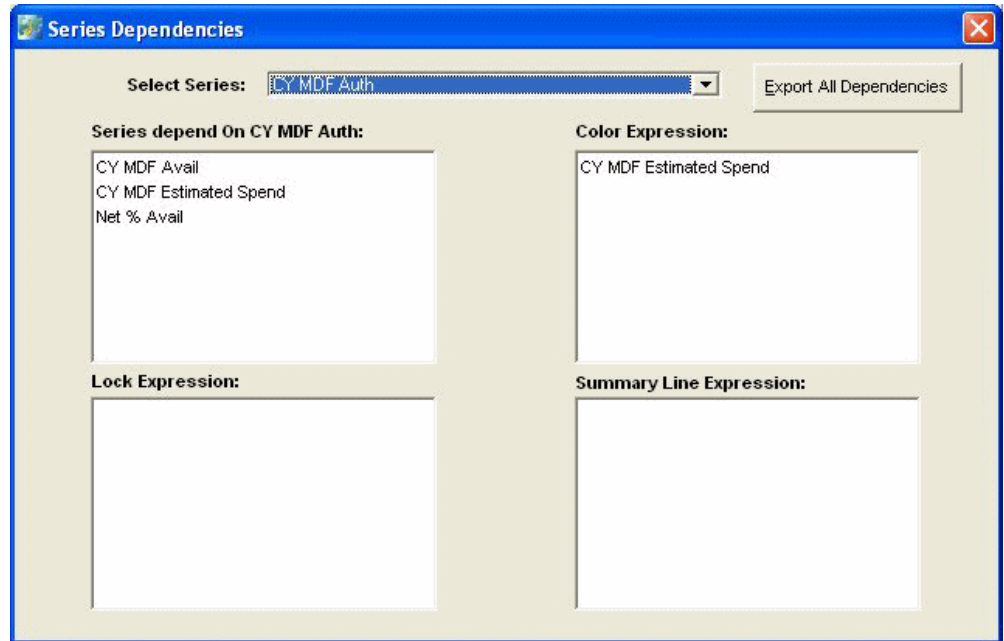 Series Dependencies
Select Series: CY MDF Auth Export All Dependencies
Series depend On CY MDF Auth: Color Expression:
CY MDF Avail
CY MDF Estimated Spend
Net % Avail
CY MDF Estimated Spend
Lock Expression: Summary Line Expression: